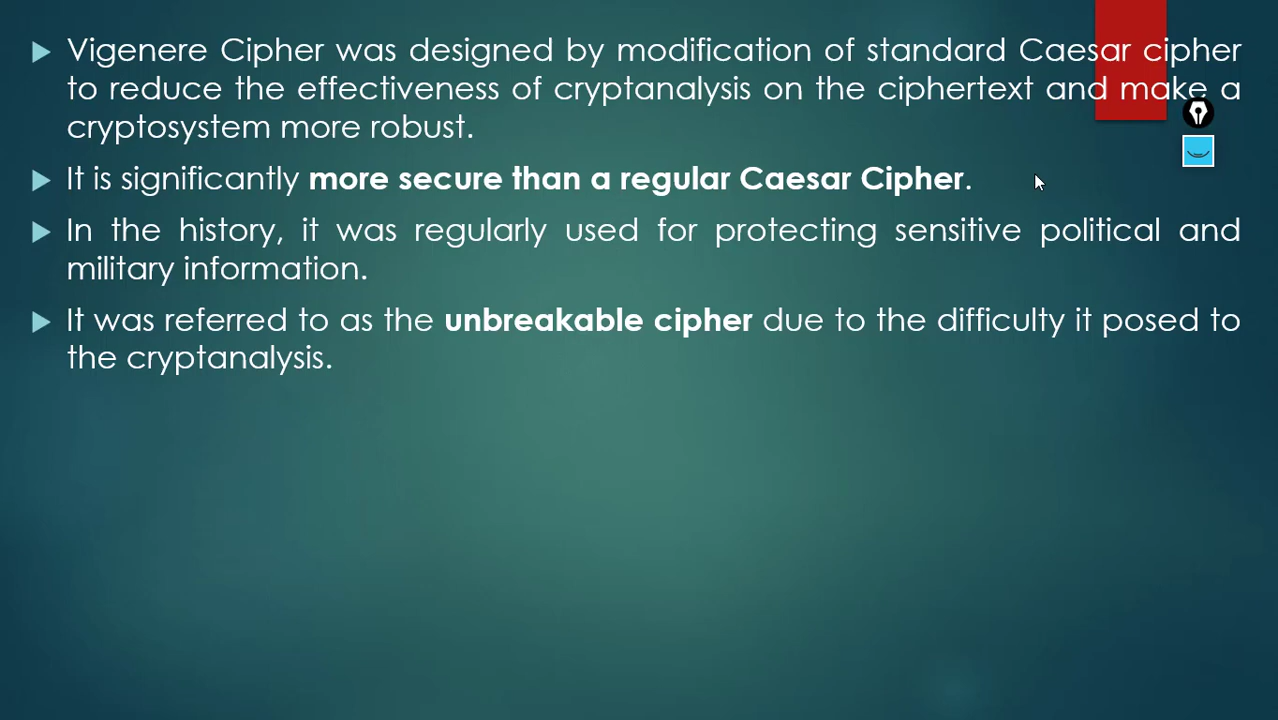 Vigenere Cipher was designed by modification of standard Caesar cipher
to reduce the effectiveness of cryptanalysis on the ciphertext and make a
cryptosystem more robust.
It is significantly more secure than a regular Caesar Cipher.
In the history, it was regularly used for protecting sensitive political and
military information.
It was referred to as the unbreakable cipher due to the difficulty it posed to
the cryptanalysis.